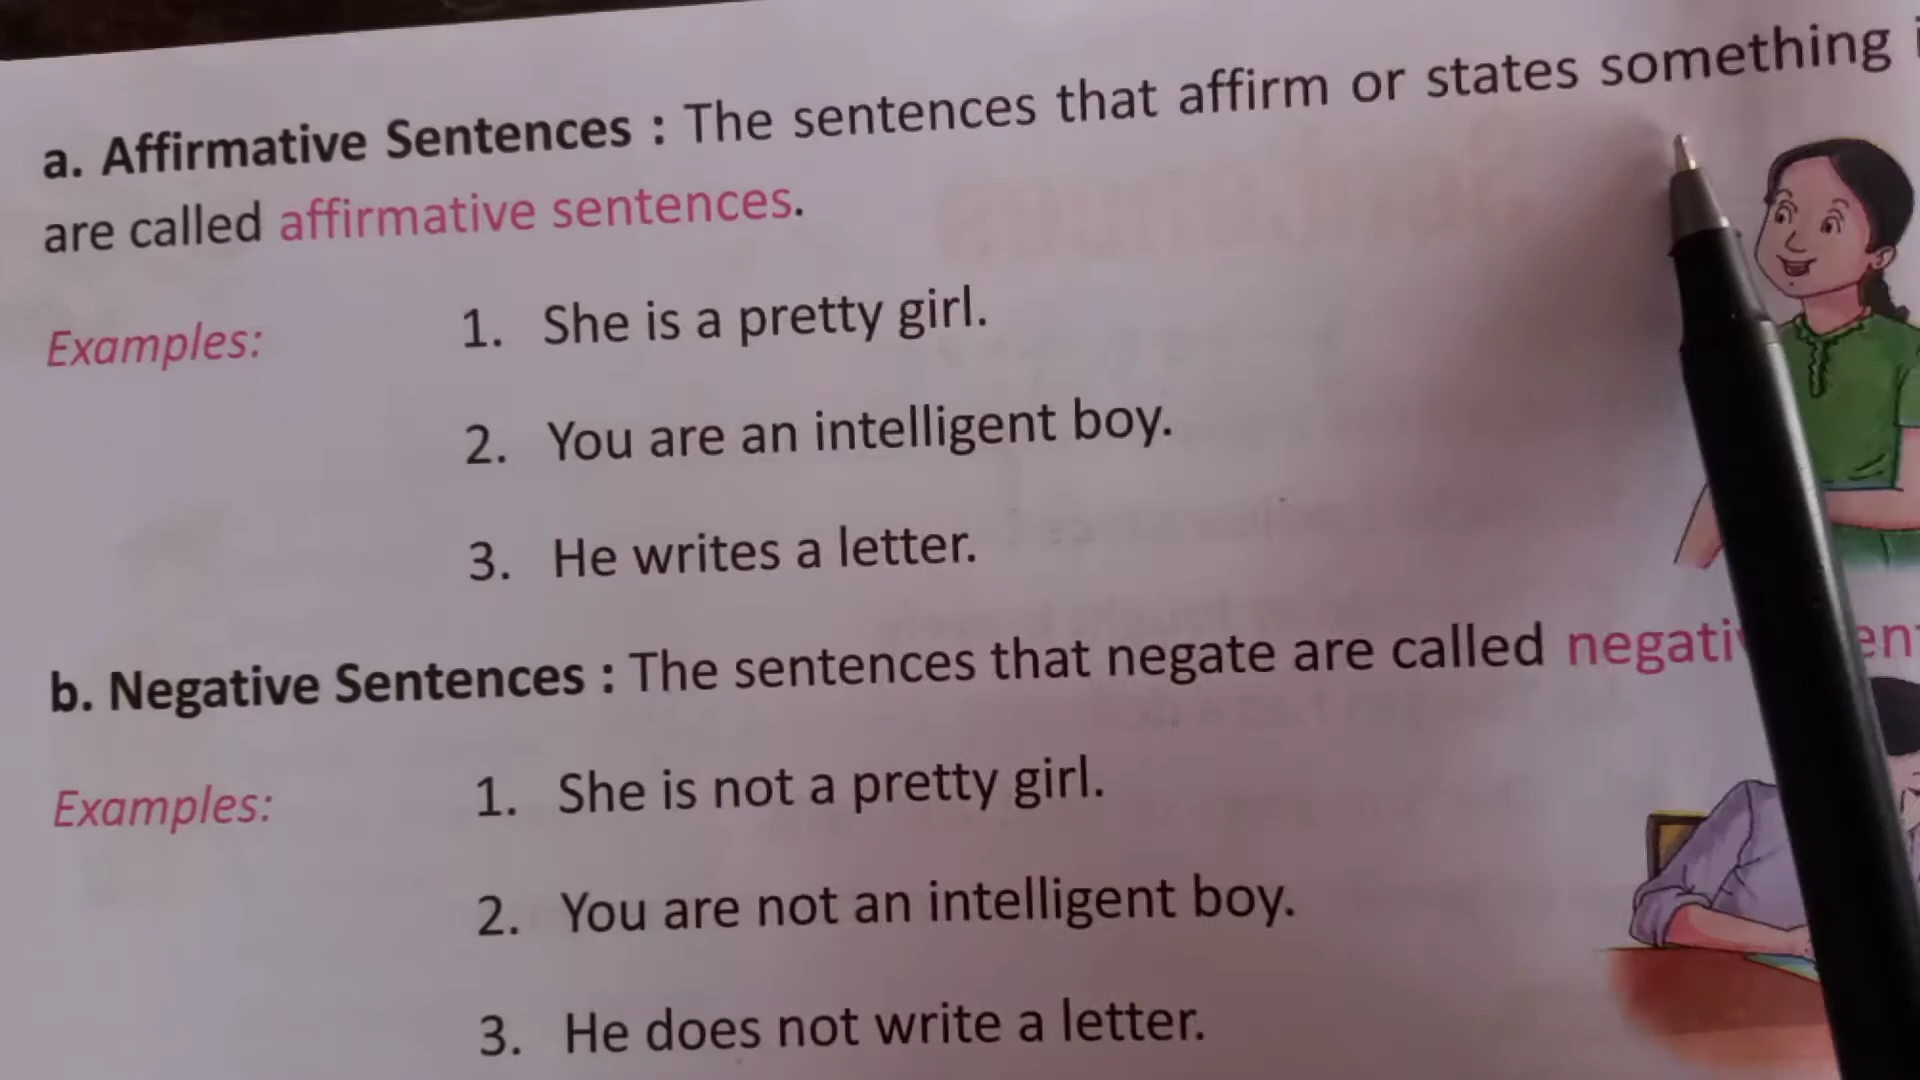 a. Affirmative Sentences : The sentences that affirm or states something
are called affirmative sentences.
Examples: 1. She is a pretty girl.
2. You are an intelligent boy.
3. He writes a letter.
b. Negative Sentences : The sentences that negate are called
Examples: 1. She is not a pretty girl.
2. You are not an intelligent boy.
3. He does not write a letter.